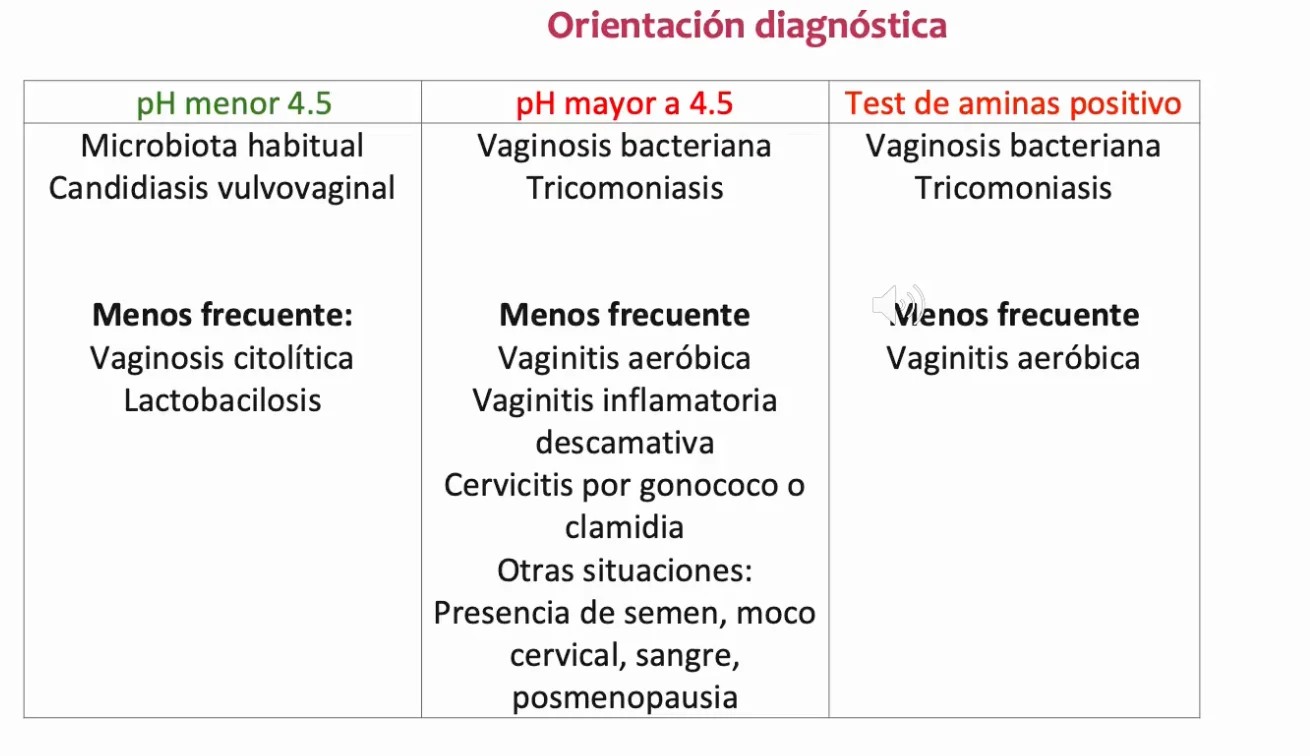 Orientación diagnóstica
pH menor 4.5
Microbiota habitual
Candidiasis vulvovaginal
Menos frecuente:
Vaginosis citolítica
Lactobacilosis
pH mayor a 4.5
Vaginosis bacteriana
Tricomoniasis
Menos frecuente
Vaginitis aeróbica
Vaginitis inflamatoria
descamativa
Cervicitis por gonococo o
clamidia
Otras situaciones:
Presencia de semen, moco
cervical, sangre,
posmenopausia
Test de aminas positivo
Vaginosis bacteriana
Tricomoniasis
Menos frecuente
Vaginitis aeróbica